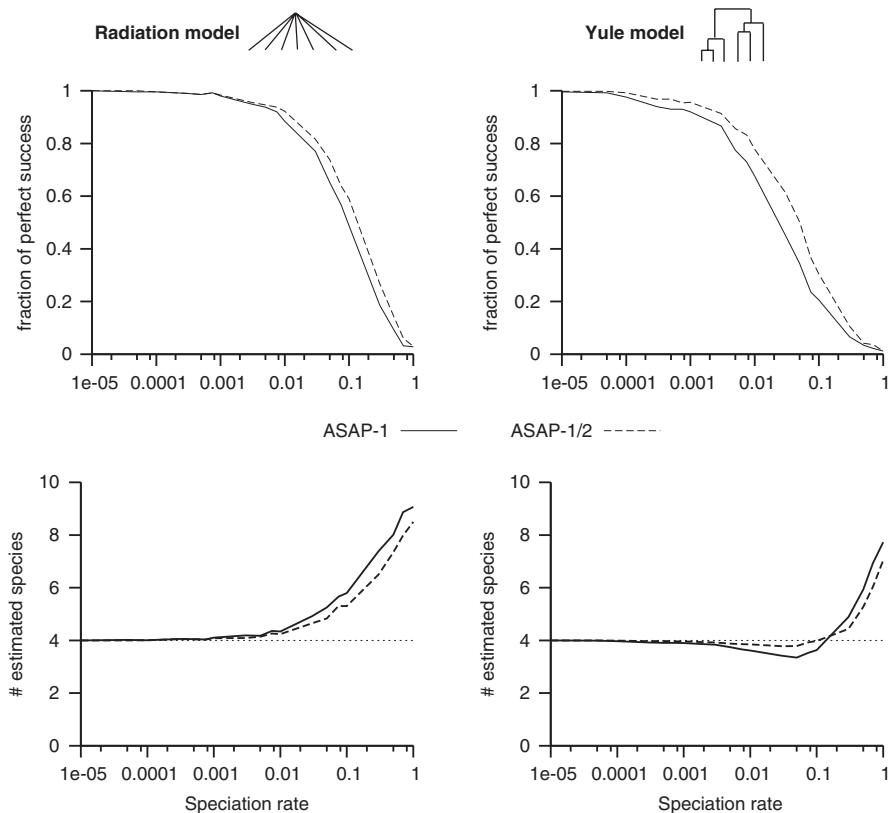 Radiation model
Yule model
fraction of perfect success
1
0.8
0.6
0.4
0.2
0
1e-05 0.0001 0.001 0.01 0.1 1
fraction of perfect success
1
0.8
0.6
0.4
0.2
0
1e-05 0.0001 0.001 0.01 0.1 1
ASAP-1
ASAP-1/2
# estimated species
10
8
6
4
2
0
1e-05 0.0001 0.001 0.01 0.1 1
Speciation rate
# estimated species
10
8
6
4
2
0
1e-05 0.0001 0.001 0.01 0.1 1
Speciation rate